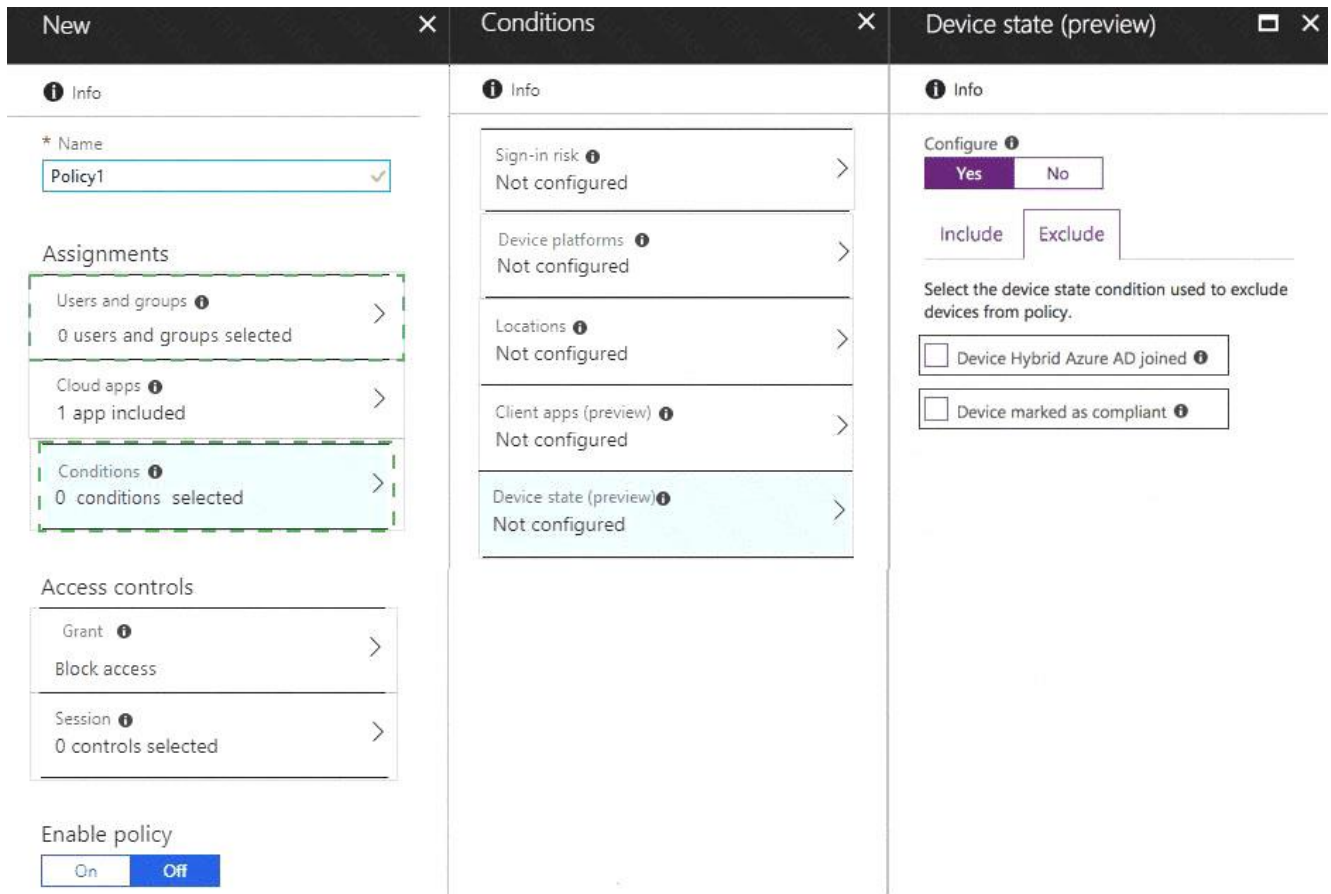 New
Info
* Name
Policy1
Assignments
Users and groups
0 users and groups selected
Cloud apps
1 app included
Conditions
0 conditions selected
Access controls
Grant
Block access
Session
0 controls selected
Enable policy
On Off
Conditions
Info
Sign-in risk
Not configured
Device platforms
Not configured
Locations
Not configured
Client apps (preview)
Not configured
Device state (preview)
Not configured
Device state (preview)
Info
Configure
Yes No
Include Exclude
Select the device state condition used to exclude
devices from policy.
Device Hybrid Azure AD joined
Device marked as compliant